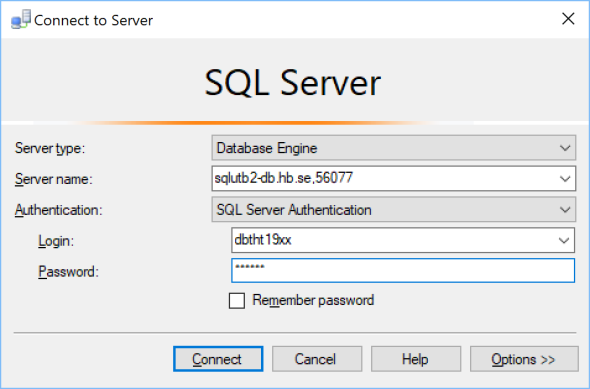 Connect to Server
SQL Server
Server type: Database Engine
Server name: sqlutb2-db.hb.se,56077
Authentication: SQL Server Authentication
Login: dbtht19xx
Password: ******
Remember password
Connect Cancel Help Options >>